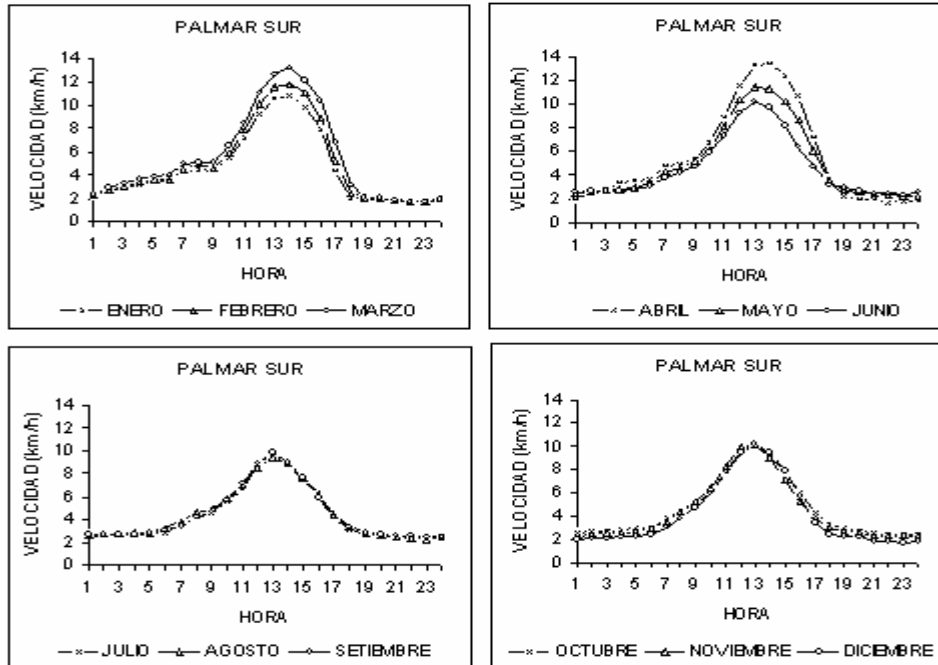 PALMAR SUR
VELOCIDAD (km/h)
14
12
10
8
6
4
2
0
1 3 5 7 9 11 13 15 17 19 21 23
HORA
ENERO FEBRERO MARZO
PALMAR SUR
VELOCIDAD (km/h)
14
12
10
8
6
4
2
0
1 3 5 7 9 11 13 15 17 19 21 23
HORA
ABRIL MAYO JUNIO
PALMAR SUR
VELOCIDAD (km/h)
14
12
10
8
6
4
2
0
1 3 5 7 9 11 13 15 17 19 21 23
HORA
JULIO AGOSTO SETIEMBRE
PALMAR SUR
VELOCIDAD (km/h)
14
12
10
8
6
4
2
0
1 3 5 7 9 11 13 15 17 19 21 23
HORA
OCTUBRE NOVIEMBRE DICIEMBRE